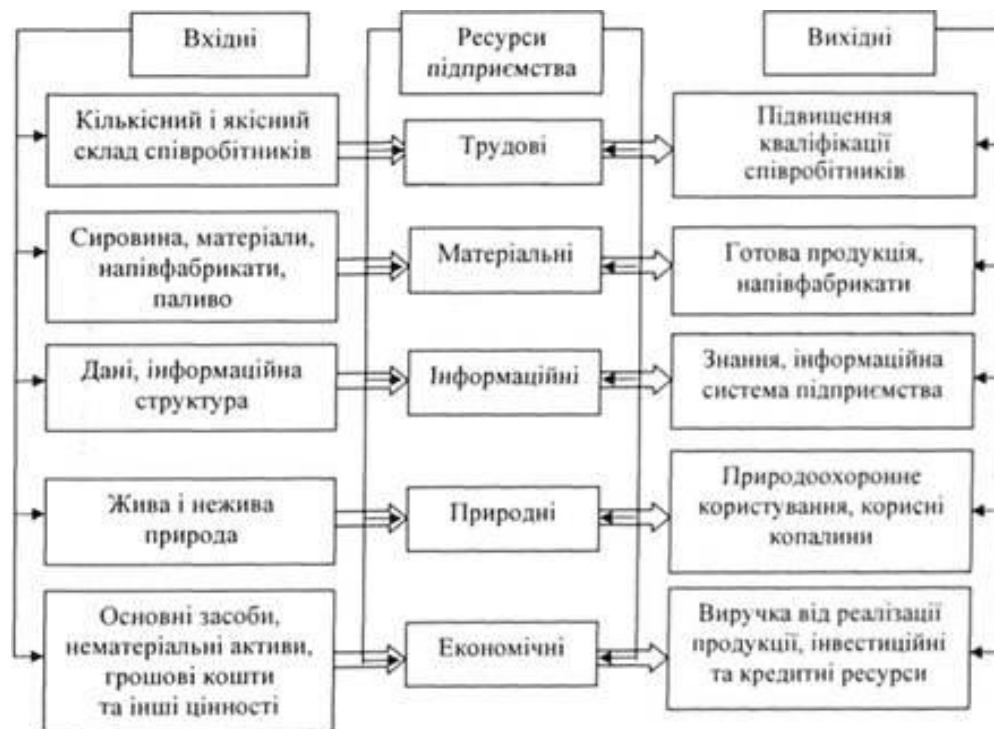 Вхідні
Ресурси
підприємства
Вихідні
Кількісний і якісний
склад співробітників
Трудові
Підвищення
кваліфікації
співробітників
Сировина, матеріали,
напівфабрикати,
паливо
Матеріальні
Готова продукція,
напівфабрикати
Дані, інформаційна
структура
Інформаційні
Знання, інформаційна
система підприємства
Жива і нежива
природа
Природні
Природоохоронне
користування, корисні
копалини
Основні засоби,
нематеріальні активи,
грошові кошти
та інші цінності
Економічні
Виручка від реалізації
продукції, інвестиційні
та кредитні ресурси